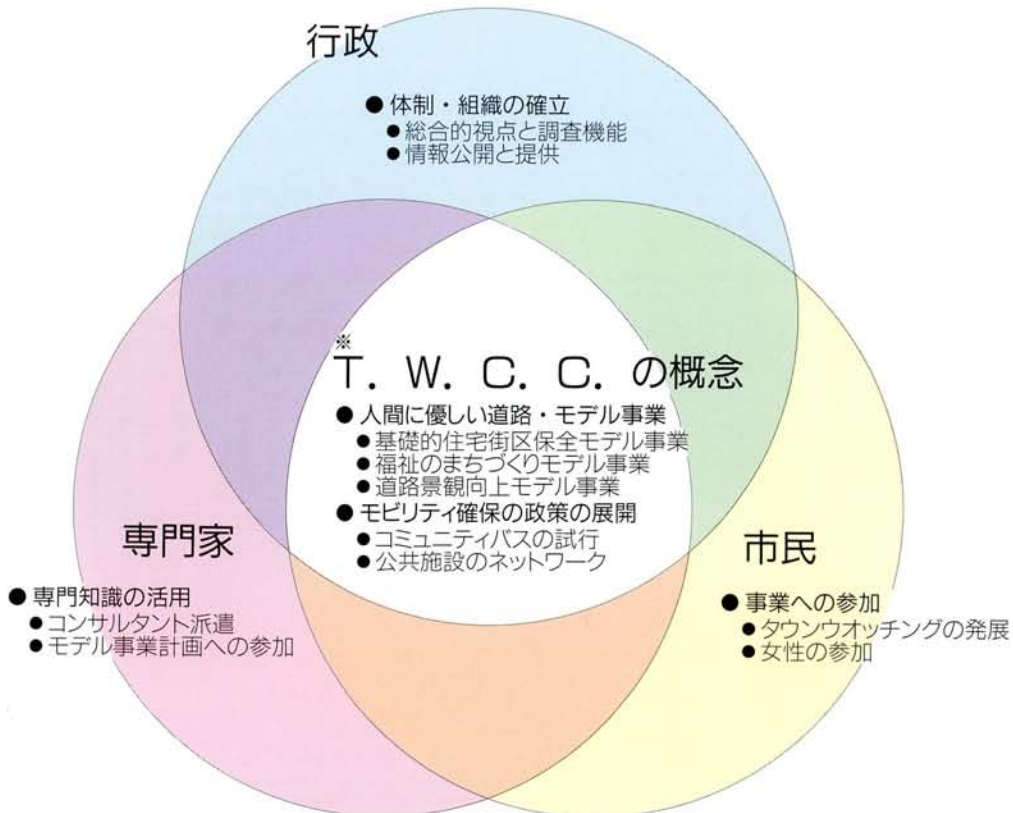 行政
● 体制・組織の確立
● 総合的視点と調査機能
● 情報公開と提供
※
T. W. C. C. の概念
● 人間に優しい道路・モデル事業
● 基礎的住宅街区保全モデル事業
● 福祉のまちづくりモデル事業
● 道路景観向上モデル事業
● モビリティ確保の政策の展開
● コミュニティバスの試行
● 公共施設のネットワーク
専門家
● 専門知識の活用
● コンサルタント派遣
● モデル事業計画への参加
市民
● 事業への参加
● タウンウオッチングの発展
● 女性の参加